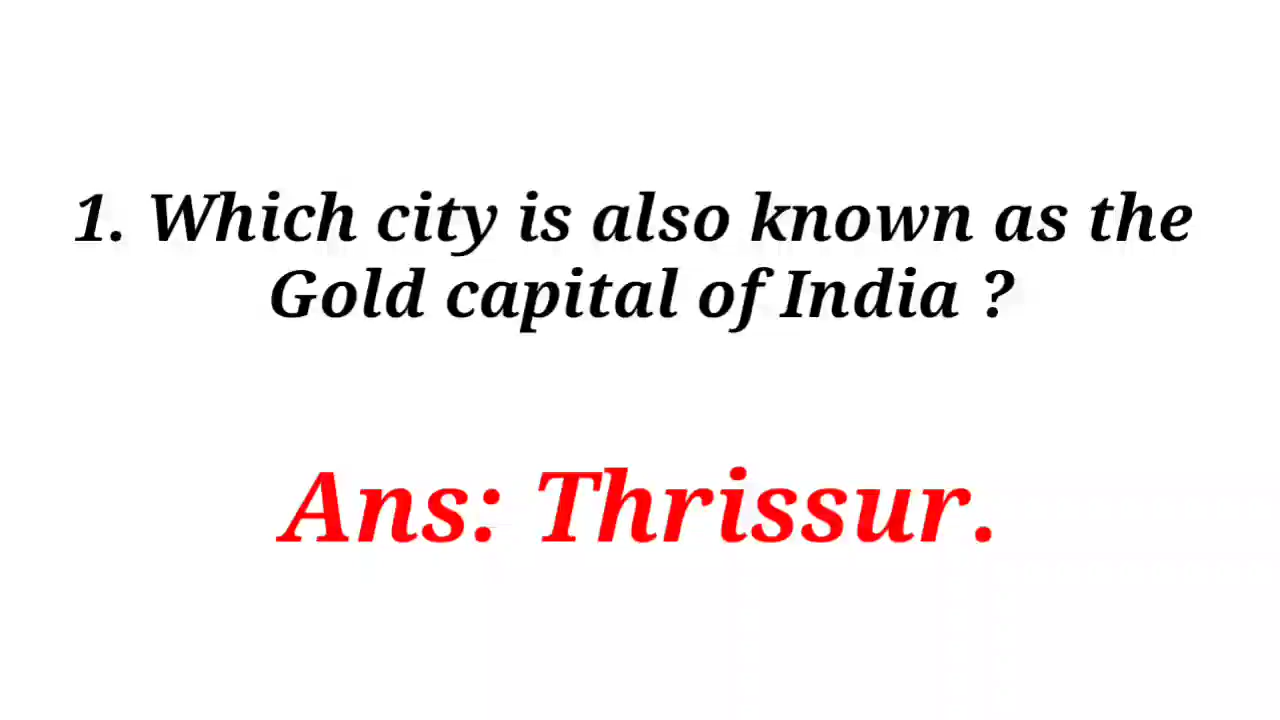 1. Which city is also known as the
Gold capital of India ?
Ans: Thrissur.